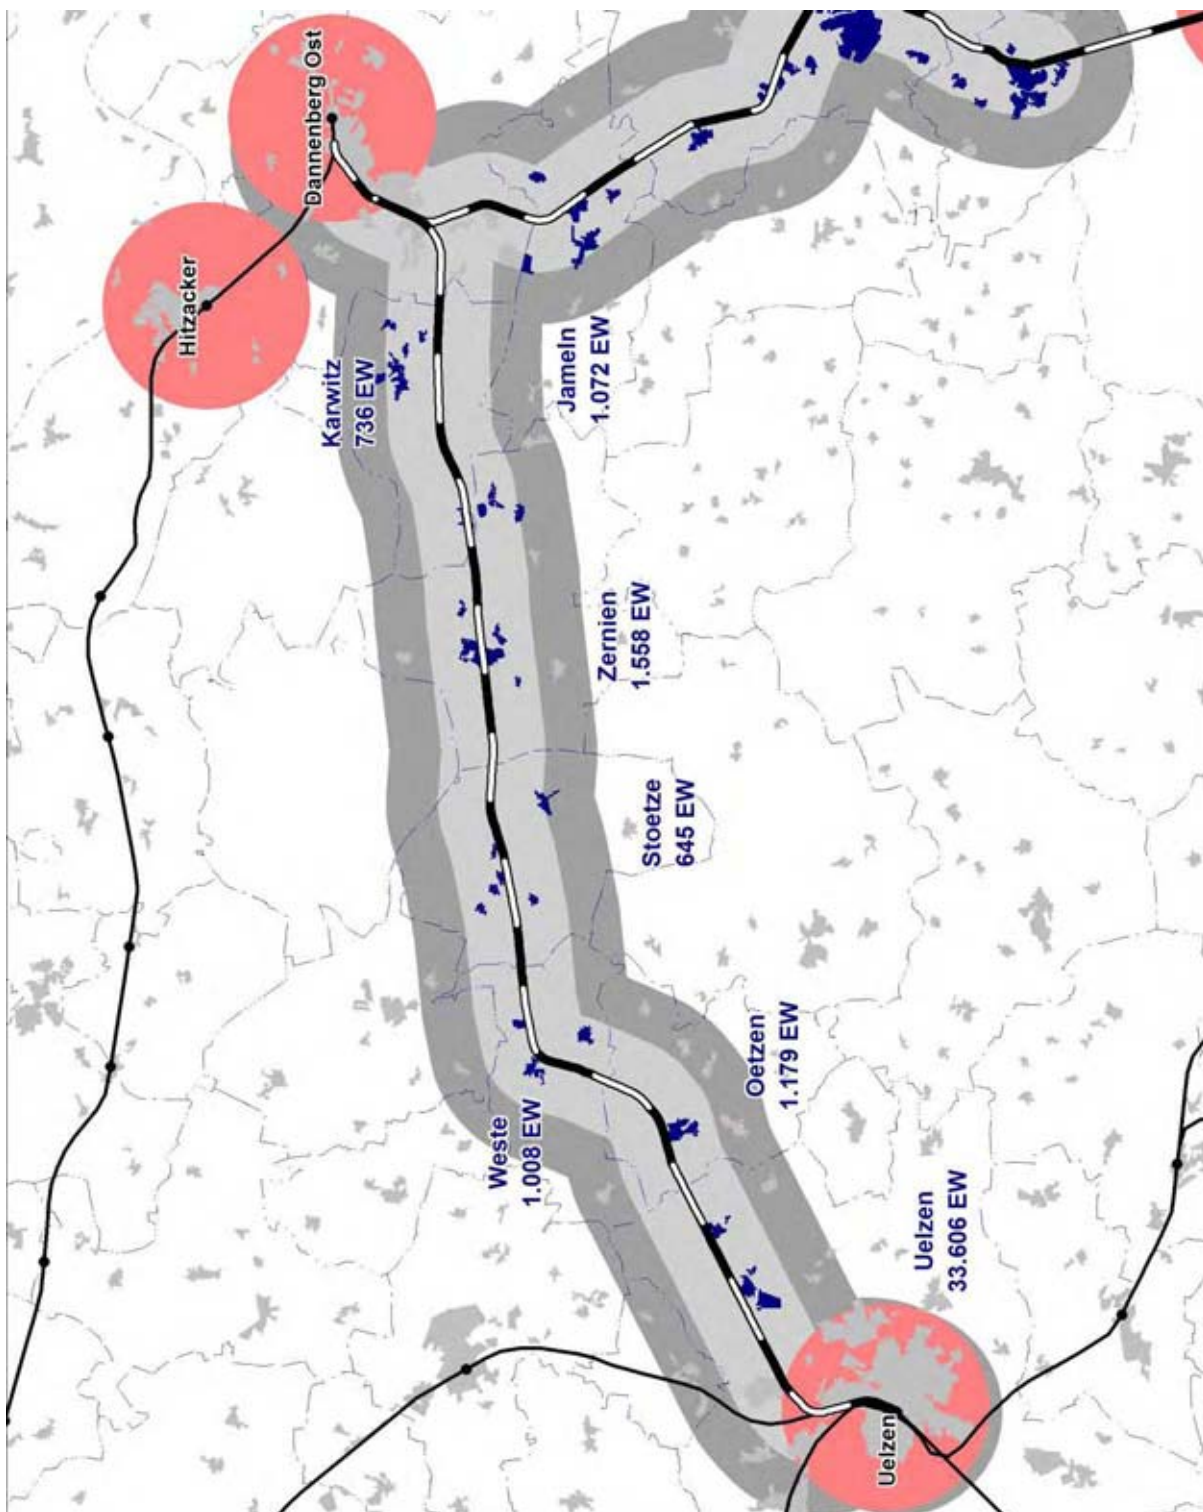 Dannenberg Ost
Hitzacker
Karwitz
736 EW
Jameln
1.072 EW
Zernien
1.558 EW
Stoetze
645 EW
Oetzen
1.179 EW
Weste
1.008 EW
Uelzen
33.606 EW
Uelzen